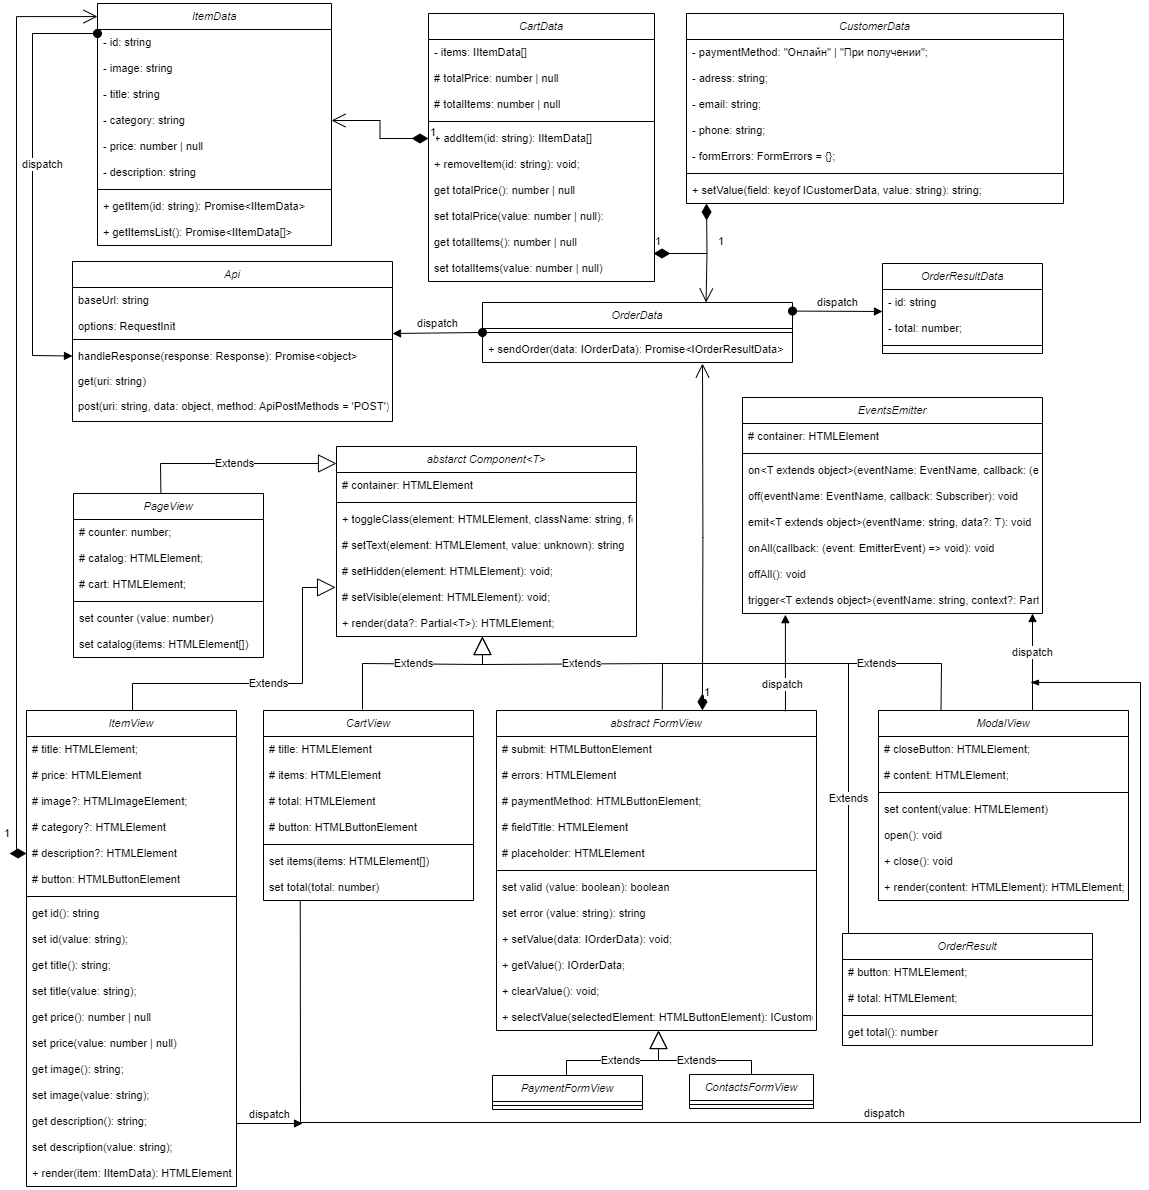 ItemData
- id: string
- image: string
- title: string
- category: string
- price: number | null
- description: string
+ getItem(id: string): Promise<IItemData>
+ getItemsList(): Promise<IItemData[]>
dispatch
CartData
- items: IItemData[]
# totalPrice: number | null
# totalItems: number | null
1
+ addItem(id: string): IItemData[]
+ removeItem(id: string): void;
get totalPrice(): number | null
set totalPrice(value: number | null):
get totalItems(): number | null
set totalItems(value: number | null)
CustomerData
- paymentMethod: "Онлайн" | "При получении";
- adress: string;
- email: string;
- phone: string;
- formErrors: FormErrors = {};
+ setValue(field: keyof ICustomerData, value: string): string;
1
1
Api
baseUrl: string
options: RequestInit
handleResponse(response: Response): Promise<object>
get(uri: string)
post(uri: string, data: object, method: ApiPostMethods = 'POST')
dispatch
OrderData
+ sendOrder(data: IOrderData): Promise<IOrderResultData>
dispatch
OrderResultData
- id: string
- total: number;
EventsEmitter
# container: HTMLElement
on<T extends object>(eventName: EventName, callback: (e
off(eventName: EventName, callback: Subscriber): void
emit<T extends object>(eventName: string, data?: T): void
onAll(callback: (event: EmitterEvent) => void): void
offAll(): void
trigger<T extends object>(eventName: string, context?: Part
Extends
abstarct Component<T>
# container: HTMLElement
+ toggleClass(element: HTMLElement, className: string, f
# setText(element: HTMLElement, value: unknown): string
# setHidden(element: HTMLElement): void;
# setVisible(element: HTMLElement): void;
+ render(data?: Partial<T>): HTMLElement;
PageView
# counter: number;
# catalog: HTMLElement;
# cart: HTMLElement;
set counter (value: number)
set catalog(items: HTMLElement[])
Extends
Extends
Extends
Extends
dispatch
dispatch
1
Extends
1
ItemView
# title: HTMLElement;
# price: HTMLElement
# image?: HTMLImageElement;
# category?: HTMLElement
# description?: HTMLElement
# button: HTMLButtonElement
get id(): string
set id(value: string);
get title(): string;
set title(value: string);
get price(): number | null
set price(value: number | null)
get image(): string;
set image(value: string);
get description(): string;
set description(value: string);
+ render(item: IItemData): HTMLElement
CartView
# title: HTMLElement
# items: HTMLElement
# total: HTMLElement
# button: HTMLButtonElement
set items(items: HTMLElement[])
set total(total: number)
abstract FormView
# submit: HTMLButtonElement
# errors: HTMLElement
# paymentMethod: HTMLButtonElement;
# fieldTitle: HTMLElement
# placeholder: HTMLElement
set valid (value: boolean): boolean
set error (value: string): string
+ setValue(data: IOrderData): void;
+ getValue(): IOrderData;
+ clearValue(): void;
+ selectValue(selectedElement: HTMLButtonElement): ICustom
ModalView
# closeButton: HTMLElement;
# content: HTMLElement;
set content(value: HTMLElement)
open(): void
+ close(): void
+ render(content: HTMLElement): HTMLElement;
OrderResult
# button: HTMLElement;
# total: HTMLElement;
get total(): number
Extends
Extends
PaymentFormView
ContactsFormView
dispatch
dispatch